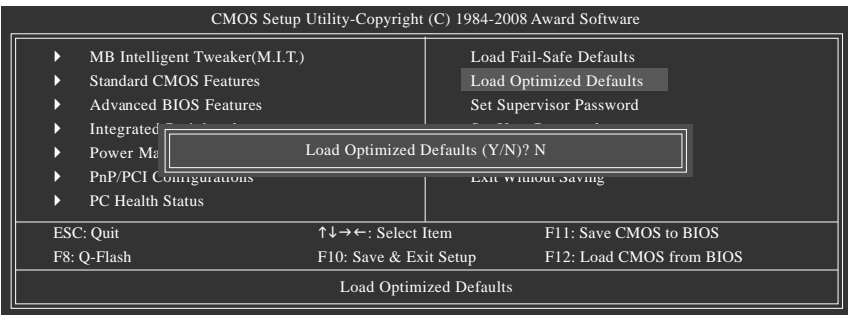 CMOS Setup Utility-Copyright (C) 1984-2008 Award Software
MB Intelligent Tweaker(M.I.T.)
Standard CMOS Features
Advanced BIOS Features
Integrated
Power Ma
PnP/PCI Configurations
PC Health Status
Load Fail-Safe Defaults
Load Optimized Defaults
Set Supervisor Password
Exit Without Saving
Load Optimized Defaults (Y/N)? N
ESC: Quit
↑↓→←: Select Item
F11: Save CMOS to BIOS
F8: Q-Flash
F10: Save & Exit Setup
F12: Load CMOS from BIOS
Load Optimized Defaults